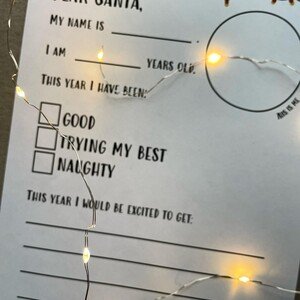 DEAR SANTA,
MY NAME IS
I AM YEARS OLD.
THIS YEAR I HAVE BEEN:
GOOD
TRYING MY BEST
NAUGHTY
THIS YEAR I WOULD BE EXCITED TO GET: